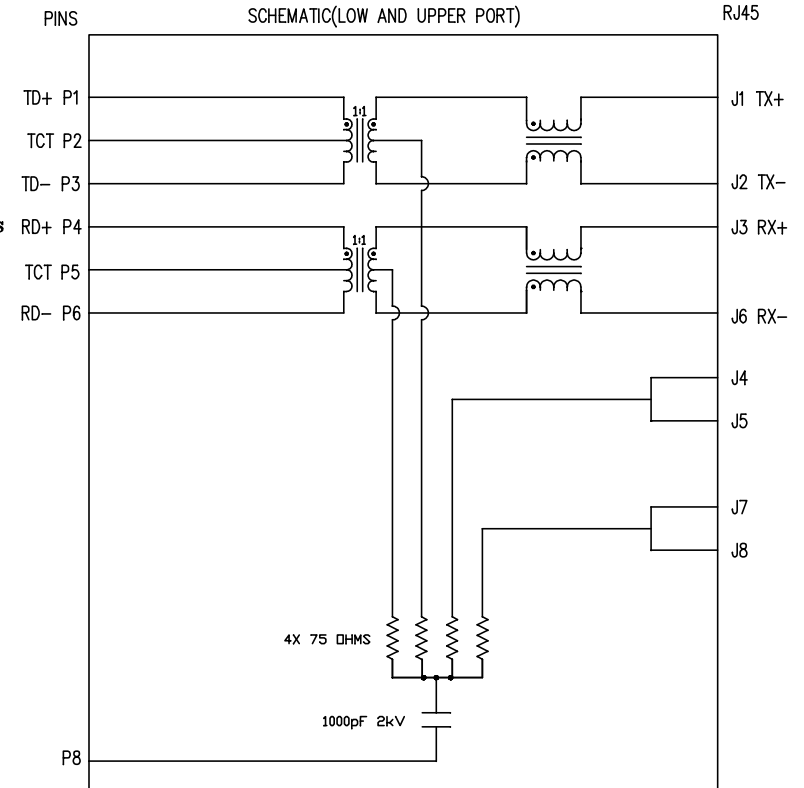 PINS
SCHEMATIC(LOW AND UPPER PORT)
RJ45
TD+ P1
1:1
J1 TX+
TCT P2
TD- P3
J2 TX-
s
RD+ P4
1:1
J3 RX+
TCT P5
RD- P6
J6 RX-
J4
J5
J7
J8
4X 75 OHMS
1000pF 2kV
P8